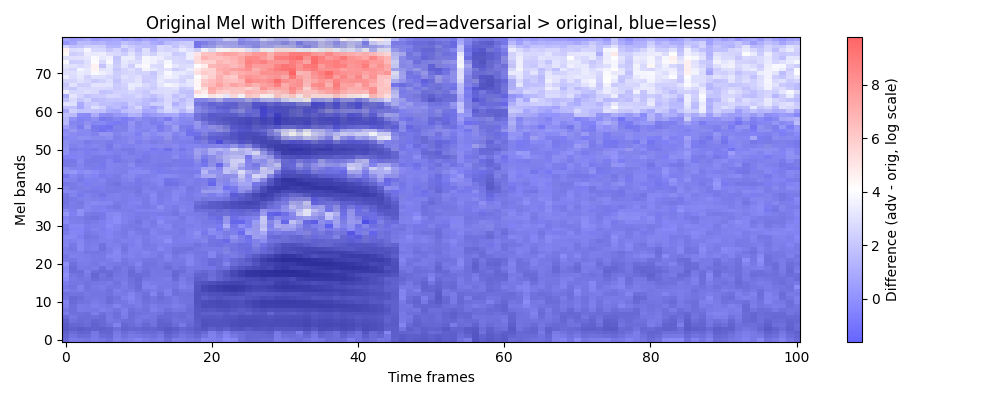 Original Mel with Differences (red=adversarial > original, blue=less)
Mel bands
70
60
50
40
30
20
10
0
0 20 40 60 80 100
Time frames
8
6
4
2
0
Difference (adv - orig, log scale)